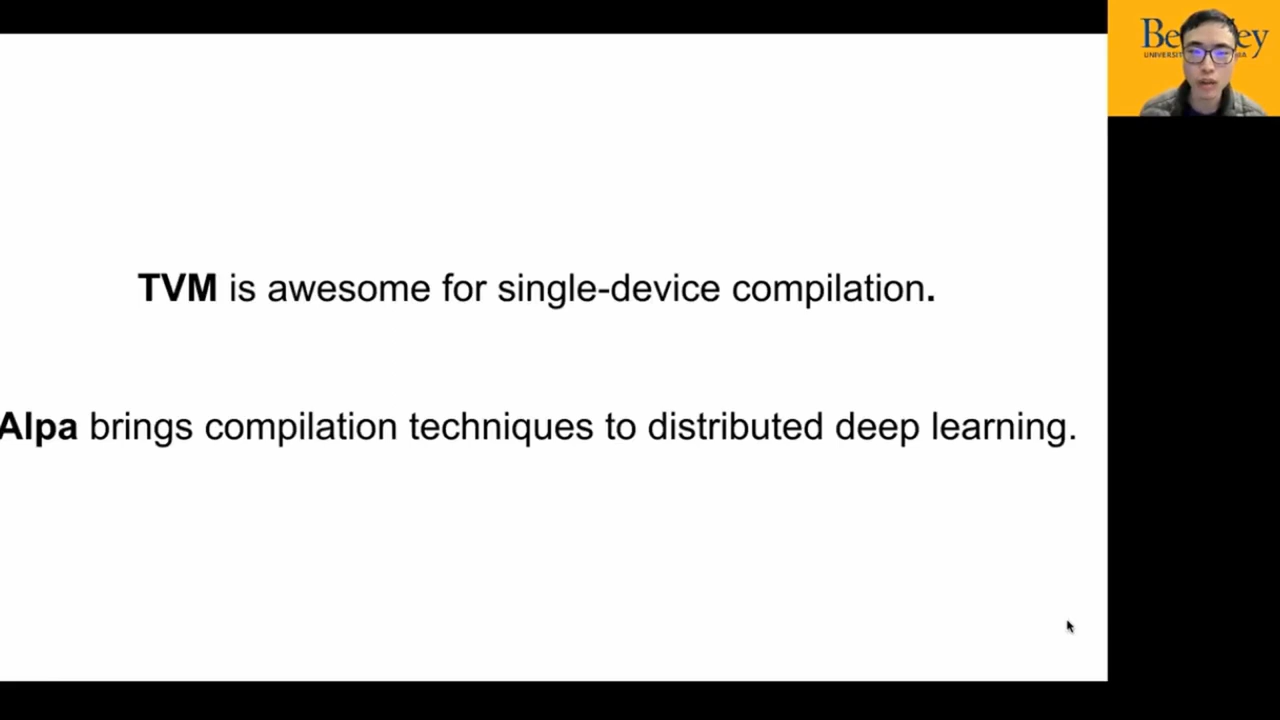 TVM is awesome for single-device compilation.
Alpa brings compilation techniques to distributed deep learning.